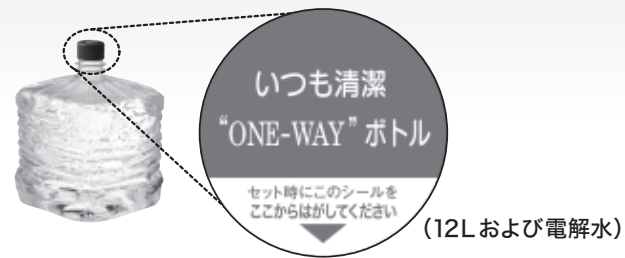 いつも清潔
“ONE-WAY”ボトル
セット時にこのシールを
ここからはがしてください
（12Lおよび電解水）